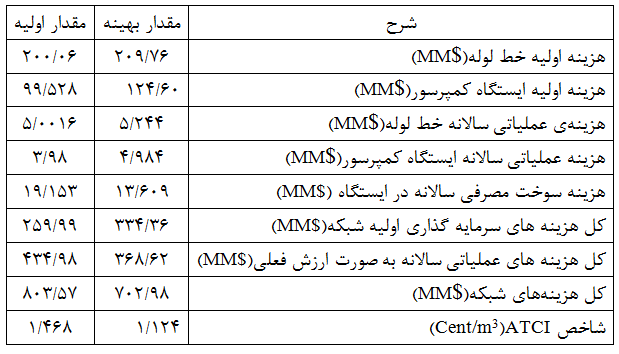 شرح مقدار بهینه مقدار اولیه
هزینه اولیه خط لوله(MM$) ۲۰۹/۷۶ ۲۰۰/۰۶
هزینه اولیه ایستگاه کمپرسور(MM$) ۱۲۴/۶۰ ۹۹/۵۲۸
هزینه‌ی عملیاتی سالانه خط لوله(MM$) ۵/۲۴۴ ۵/۰۰۱۶
هزینه عملیاتی سالانه ایستگاه کمپرسور(MM$) ۴/۹۸۴ ۳/۹۸
هزینه سوخت مصرفی سالانه در ایستگاه (MM$) ۱۳/۶۰۹ ۱۹/۱۵۳
کل هزینه های سرمایه گذاری اولیه شبکه(MM$) ۳۳۴/۳۶ ۲۵۹/۹۹
کل هزینه های عملیاتی سالانه به صورت ارزش فعلی(MM$) ۳۶۸/۶۲ ۴۳۴/۹۸
کل هزینه‌های شبکه(MM$) ۷۰۲/۹۸ ۸۰۳/۵۷
شاخص ATCI(Cent/m³) ۱/۱۲۴ ۱/۴۶۸